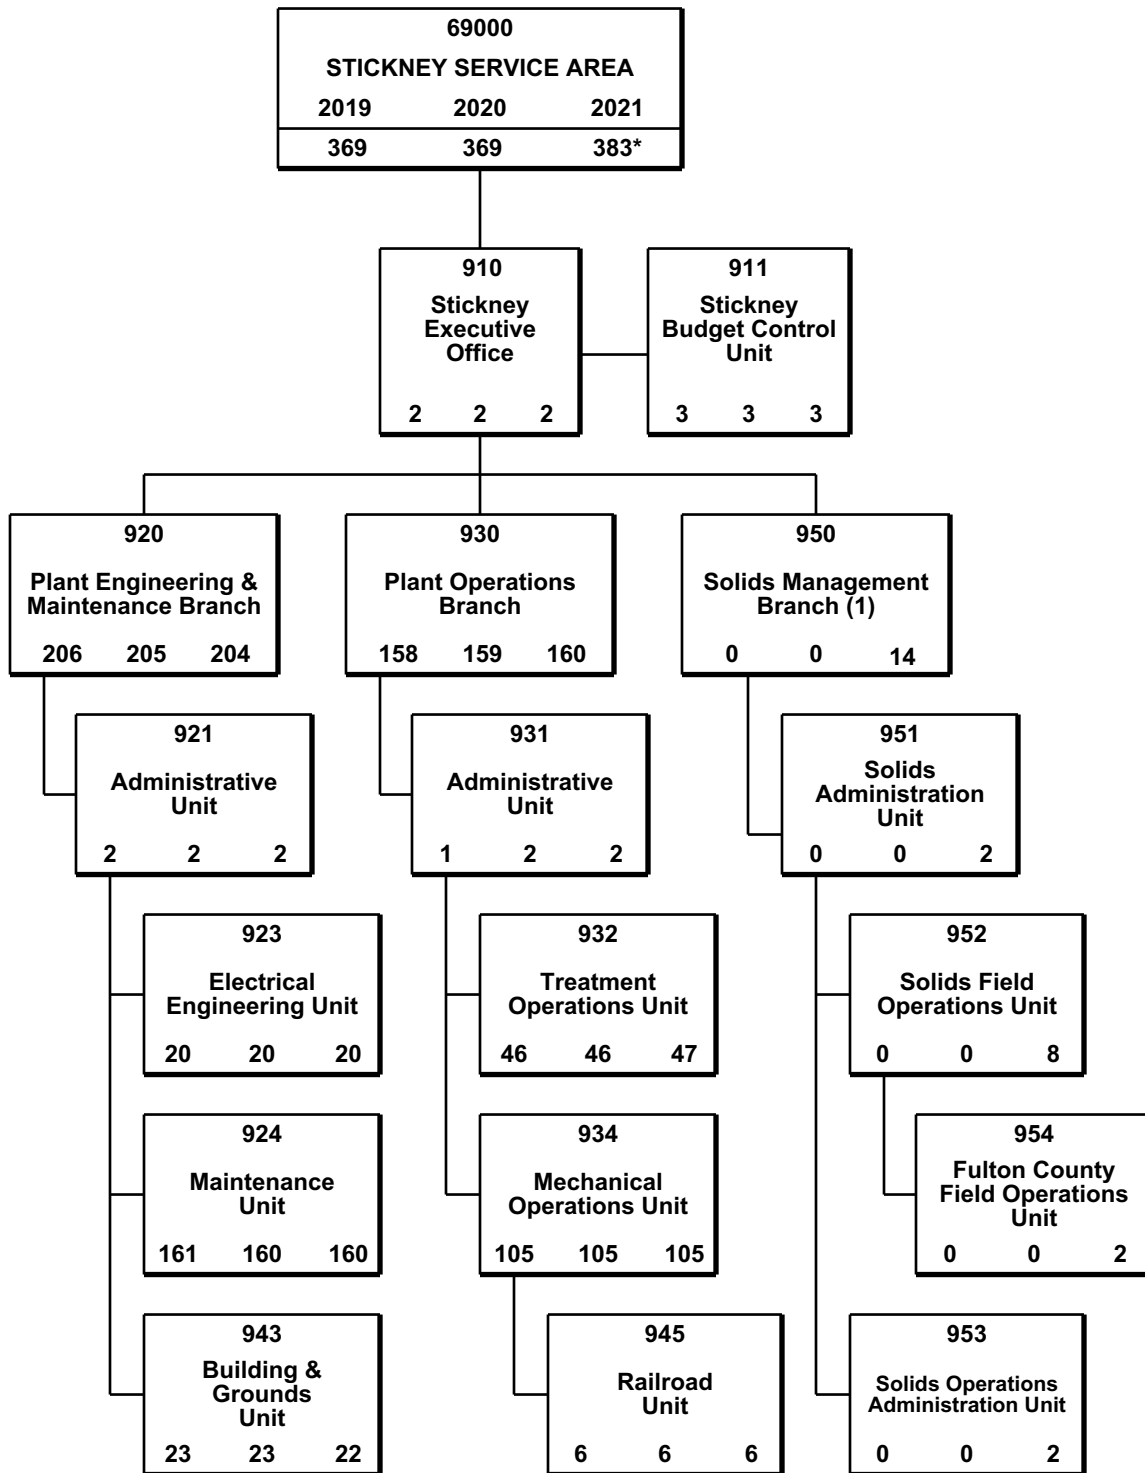 69000
STICKNEY SERVICE AREA
2019 2020 2021
369 369 383*
910
Stickney
Executive
Office
2 2 2
911
Stickney
Budget Control
Unit
3 3 3
920
Plant Engineering &
Maintenance Branch
206 205 204
930
Plant Operations
Branch
158 159 160
950
Solids Management
Branch (1)
0 0 14
921
Administrative
Unit
2 2 2
931
Administrative
Unit
1 2 2
951
Solids
Administration
Unit
0 0 2
923
Electrical
Engineering Unit
20 20 20
932
Treatment
Operations Unit
46 46 47
952
Solids Field
Operations Unit
0 0 8
924
Maintenance
Unit
161 160 160
934
Mechanical
Operations Unit
105 105 105
954
Fulton County
Field Operations
Unit
0 0 2
943
Building &
Grounds
Unit
23 23 22
945
Railroad
Unit
6 6 6
953
Solids Operations
Administration Unit
0 0 2